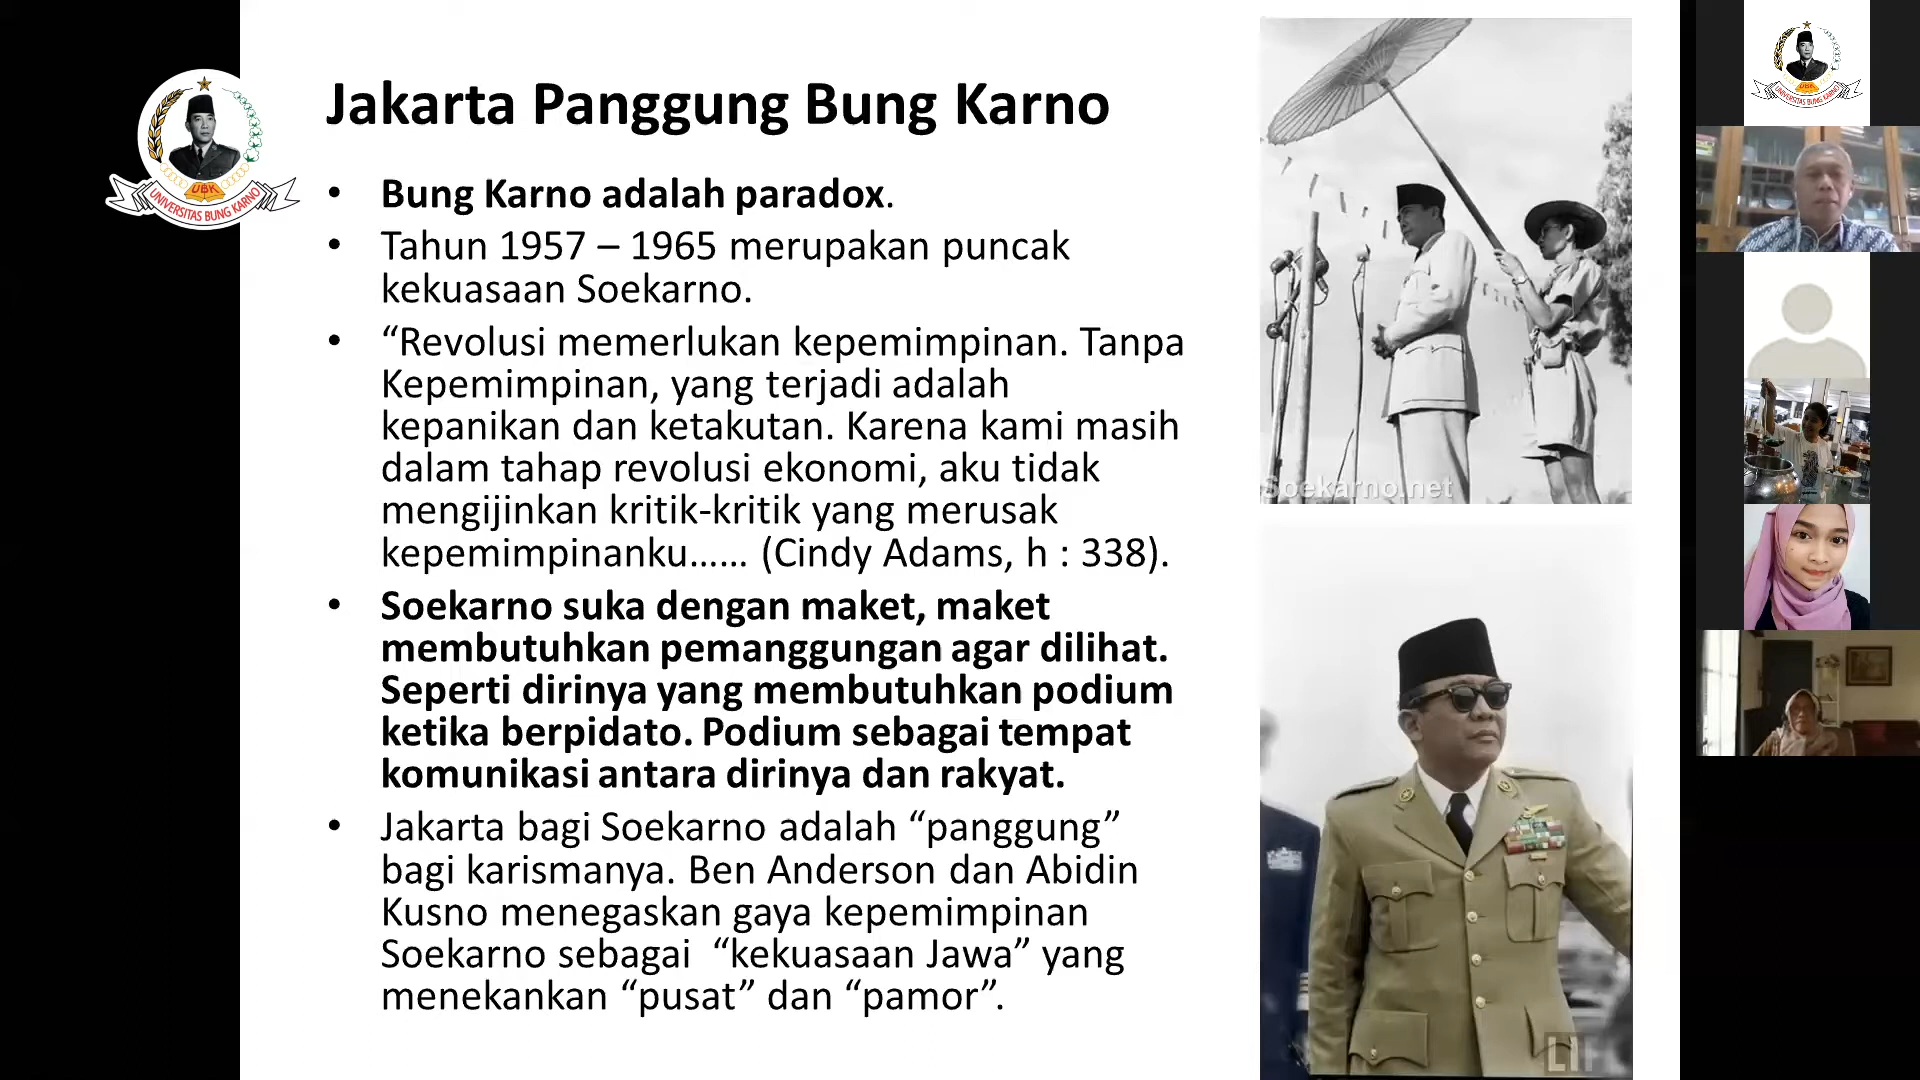 Jakarta Panggung Bung Karno
• Bung Karno adalah paradox.
• Tahun 1957 – 1965 merupakan puncak
kekuasaan Soekarno.
• “Revolusi memerlukan kepemimpinan. Tanpa
Kepemimpinan, yang terjadi adalah
kepanikan dan ketakutan. Karena kami masih
dalam tahap revolusi ekonomi, aku tidak
mengijinkan kritik-kritik yang merusak
kepemimpinanku...... (Cindy Adams, h : 338).
• Soekarno suka dengan maket, maket
membutuhkan pemanggungan agar dilihat.
Seperti dirinya yang membutuhkan podium
ketika berpidato. Podium sebagai tempat
komunikasi antara dirinya dan rakyat.
• Jakarta bagi Soekarno adalah “panggung”
bagi karismanya. Ben Anderson dan Abidin
Kusno menegaskan gaya kepemimpinan
Soekarno sebagai “kekuasaan Jawa” yang
menekankan “pusat” dan “pamor”.
UBK
UNIVERSITAS BUNG KARNO
Soekarno.net
UBK
UNIVERSITAS BUNG KARNO